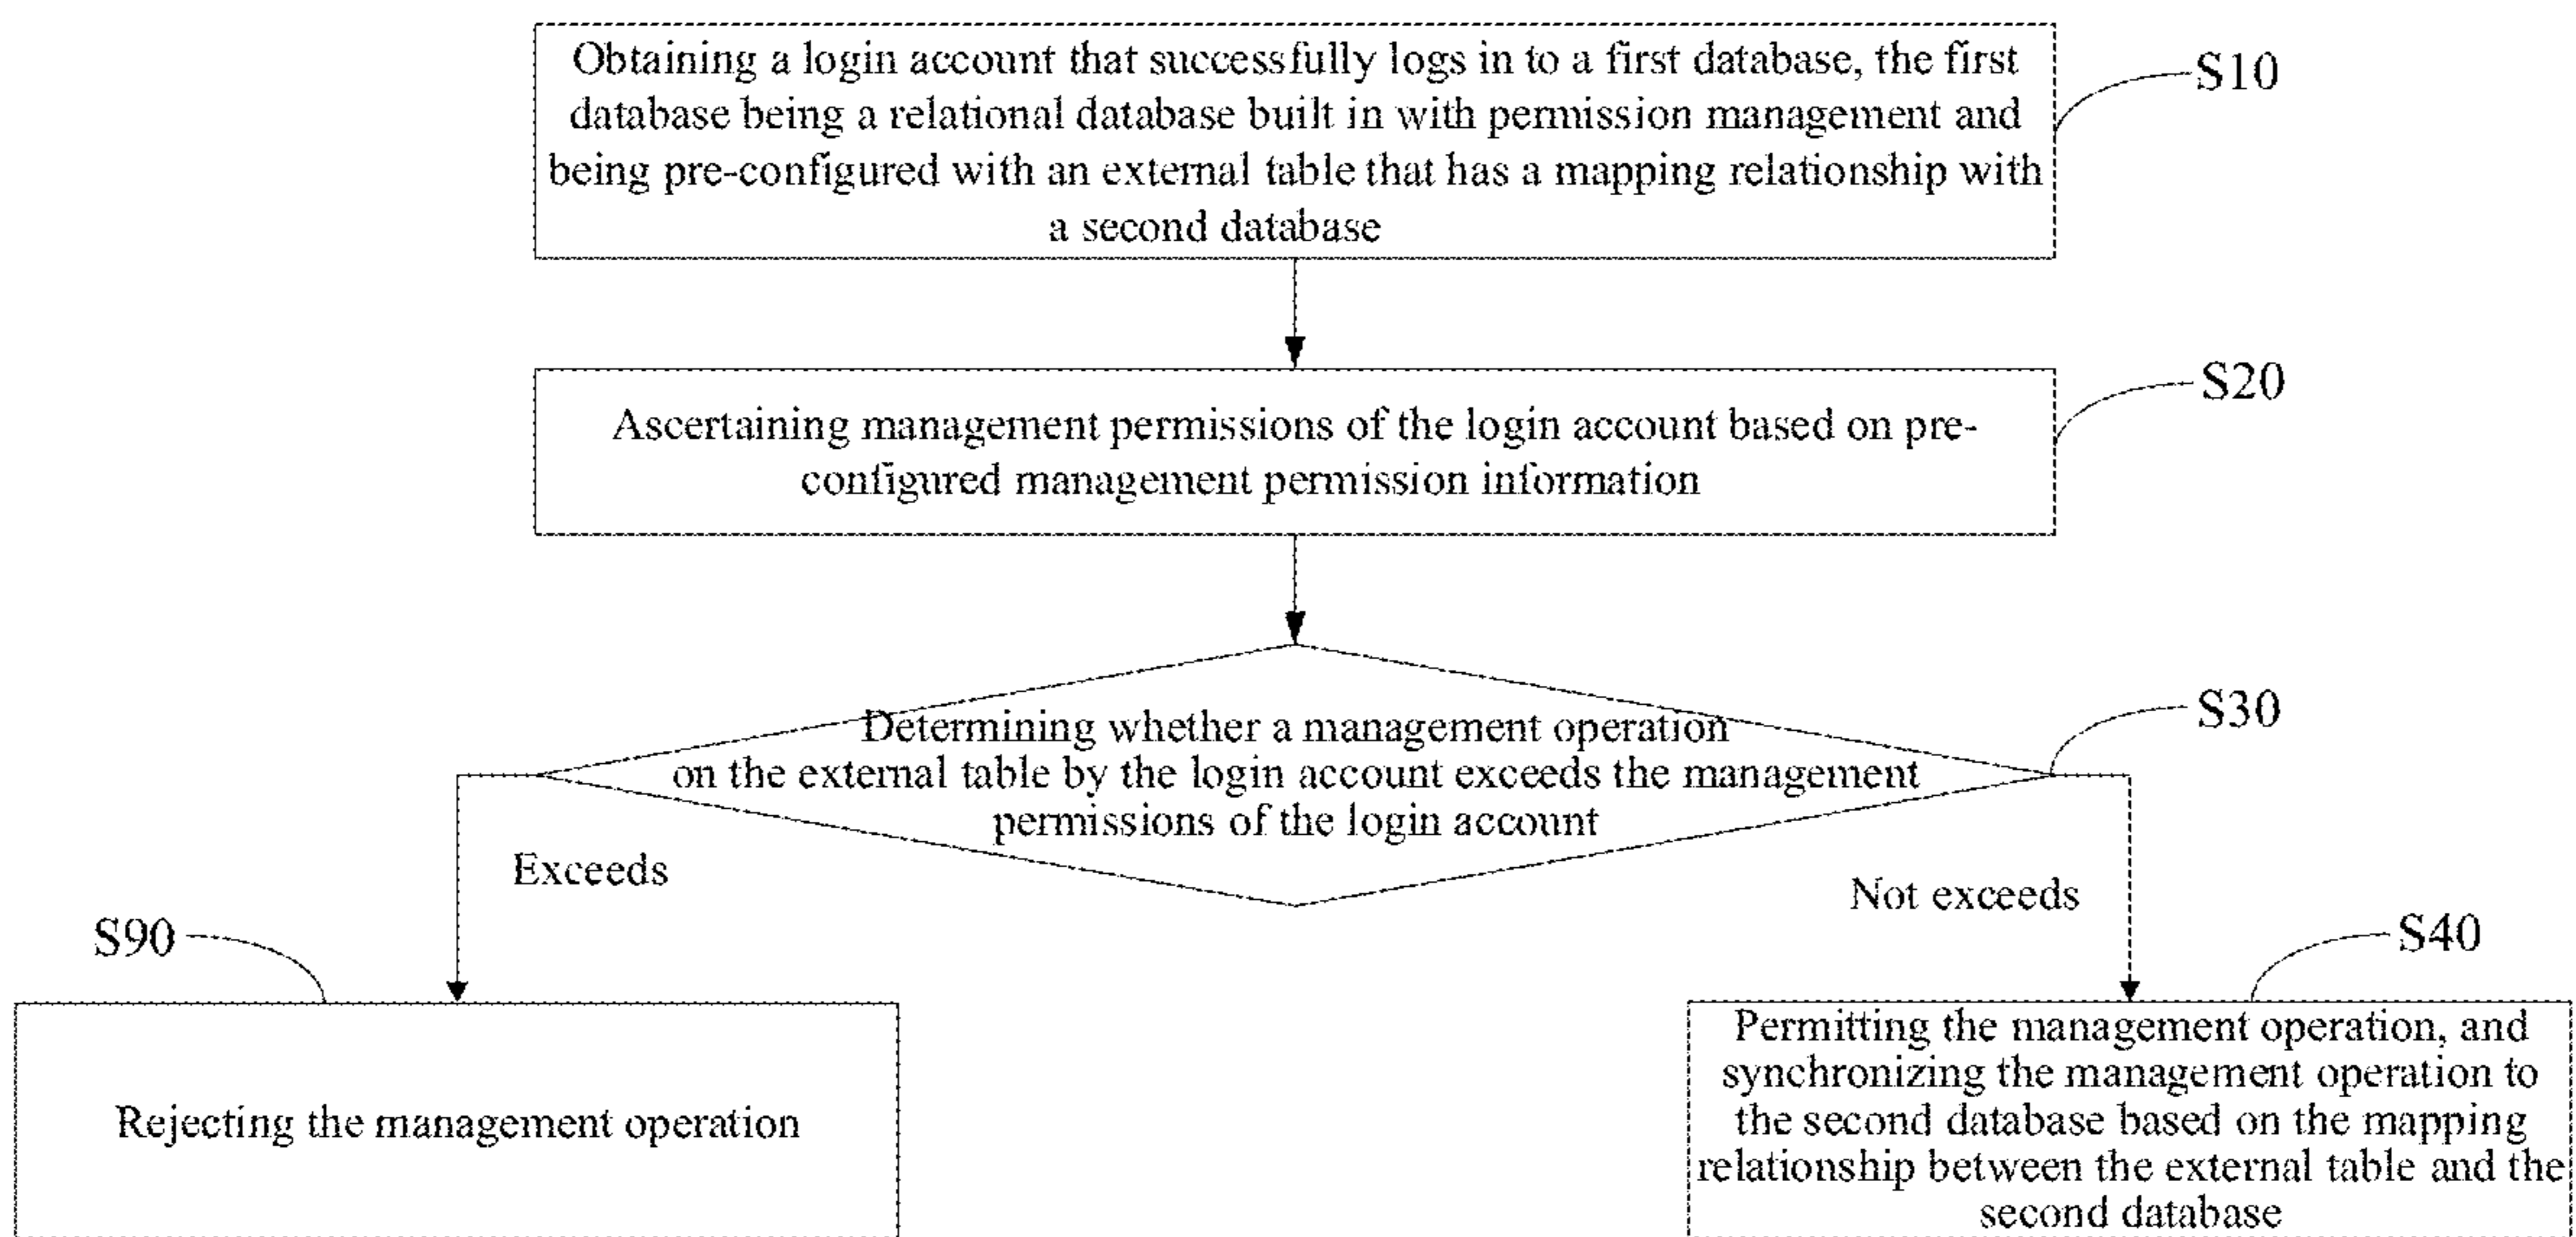 Obtaining a login account that successfully logs in to a first database, the first
database being a relational database built in with permission management and
being pre-configured with an external table that has a mapping relationship with
a second database
S10
Ascertaining management permissions of the login account based on pre-
configured management permission information
S20
Determining whether a management operation
on the external table by the login account exceeds the management
permissions of the login account
S30
Exceeds
Not exceeds
S90
S40
Rejecting the management operation
Permitting the management operation, and
synchronizing the management operation to
the second database based on the mapping
relationship between the external table and the
second database